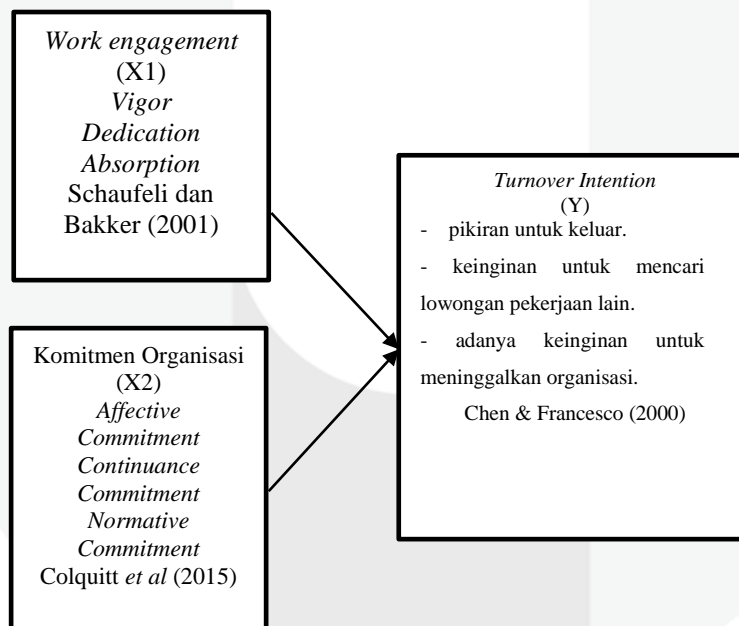 Work engagement
(X1)
Vigor
Dedication
Absorption
Schaufeli dan
Bakker (2001)
Komitmen Organisasi
(X2)
Affective
Commitment
Continuance
Commitment
Normative
Commitment
Colquitt et al (2015)
Turnover Intention
(Y)
- pikiran untuk keluar.
- keinginan untuk mencari
lowongan pekerjaan lain.
- adanya keinginan untuk
meninggalkan organisasi.
Chen & Francesco (2000)